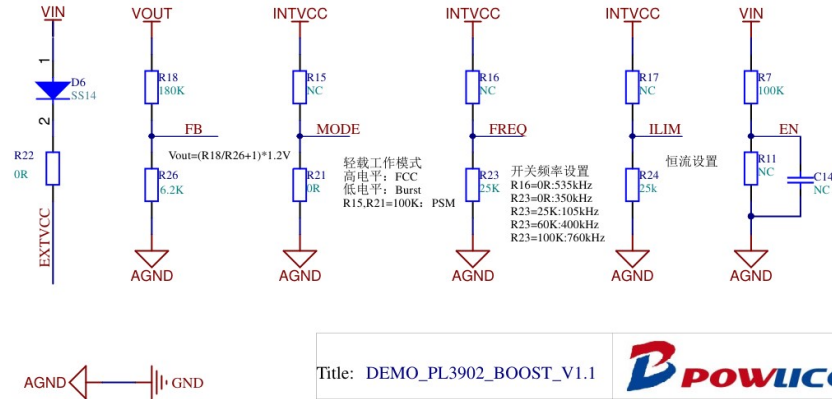 VIN
VOUT
INTVCC
INTVCC
INTVCC
VIN
1
D6
SS14
2
R22
0R
EXTVCC
R18
180K
FB
Vout=(R18/R26+1)*1.2V
R26
6.2K
AGND
R15
NC
MODE
R21
0R
轻载工作模式
高电平：FCC
低电平：Burst
R15,R21=100K：PSM
AGND
R16
NC
FREQ
R23
25K
开关频率设置
R16=0R:535kHz
R23=0R:350kHz
R23=25K:105kHz
R23=60K:400kHz
R23=100K:760kHz
AGND
R17
NC
ILIM
R24
25k
恒流设置
AGND
R7
100K
EN
R11
NC
C14
NC
AGND
AGND
GND
Title: DEMO_PL3902_BOOST_V1.1